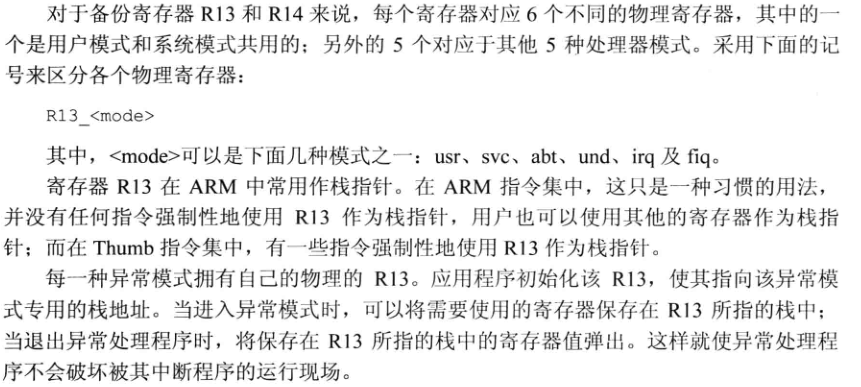 对于备份寄存器 R13 和 R14 来说，每个寄存器对应 6 个不同的物理寄存器，其中的一
个是用户模式和系统模式共用的；另外的 5 个对应于其他 5 种处理器模式。采用下面的记
号来区分各个物理寄存器：
R13_<mode>
其中，<mode>可以是下面几种模式之一：usr、svc、abt、und、irq 及 fiq。
寄存器 R13 在 ARM 中常用作栈指针。在 ARM 指令集中，这只是一种习惯的用法，
并没有任何指令强制性地使用 R13 作为栈指针，用户也可以使用其他的寄存器作为栈指
针；而在 Thumb 指令集中，有一些指令强制性地使用 R13 作为栈指针。
每一种异常模式拥有自己的物理的 R13。应用程序初始化该 R13，使其指向该异常模
式专用的栈地址。当进入异常模式时，可以将需要使用的寄存器保存在 R13 所指的栈中；
当退出异常处理程序时，将保存在 R13 所指的栈中的寄存器值弹出。这样就使异常处理程
序不会破坏被其中断程序的运行现场。